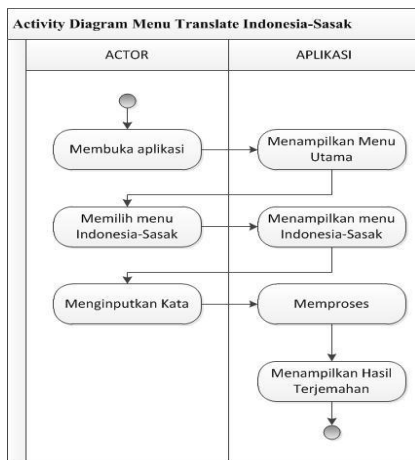 Activity Diagram Menu Translate Indonesia-Sasak
ACTOR
APLIKASI
Membuka aplikasi
Menampilkan Menu
Utama
Memilih menu
Indonesia-Sasak
Menampilkan menu
Indonesia-Sasak
Menginputkan Kata
Memproses
Menampilkan Hasil
Terjemahan